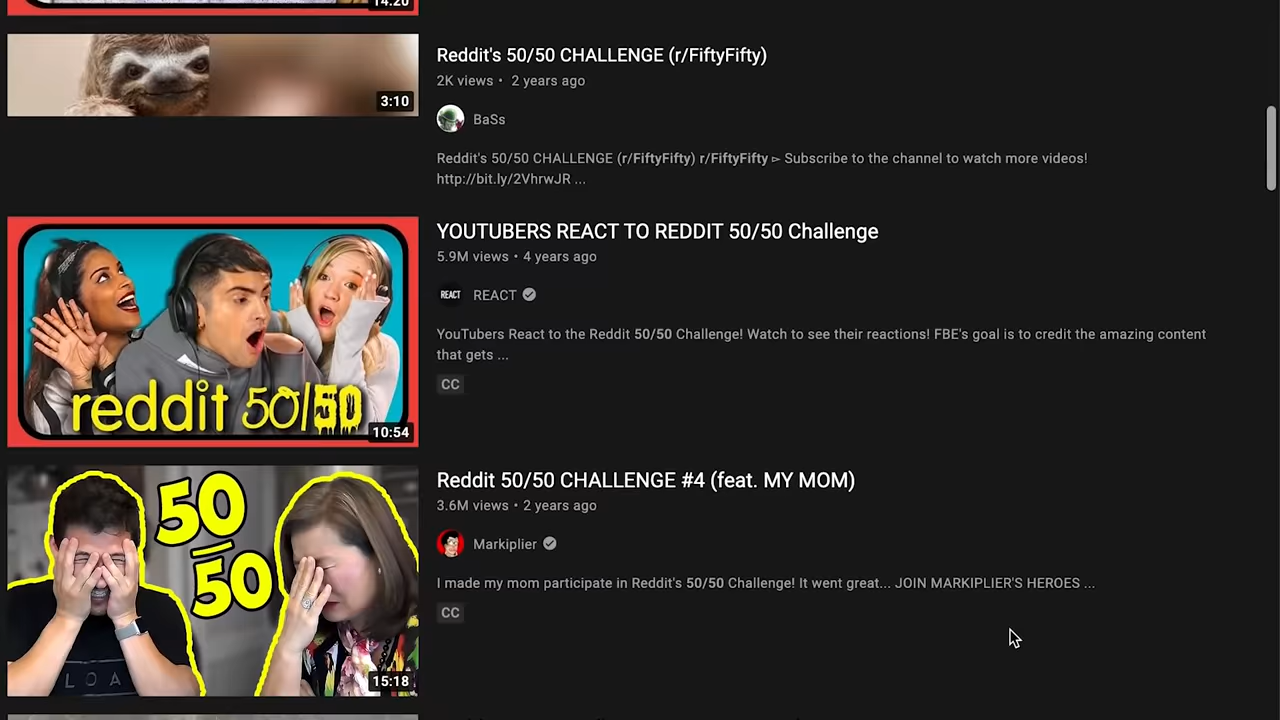 14:20
Reddit's 50/50 CHALLENGE (r/FiftyFifty)
2K views • 2 years ago
3:10
BaSs
Reddit's 50/50 CHALLENGE (r/FiftyFifty) r/FiftyFifty ▻ Subscribe to the channel to watch more videos!
http://bit.ly/2VhrwJR ...
YOUTUBERS REACT TO REDDIT 50/50 Challenge
5.9M views • 4 years ago
REACT
REACT
YouTubers React to the Reddit 50/50 Challenge! Watch to see their reactions! FBE's goal is to credit the amazing content
that gets ...
CC
reddit 50/50
10:54
Reddit 50/50 CHALLENGE #4 (feat. MY MOM)
3.6M views • 2 years ago
50
50
Markiplier
I made my mom participate in Reddit's 50/50 Challenge! It went great... JOIN MARKIPLIER'S HEROES ...
CC
LOA
15:18